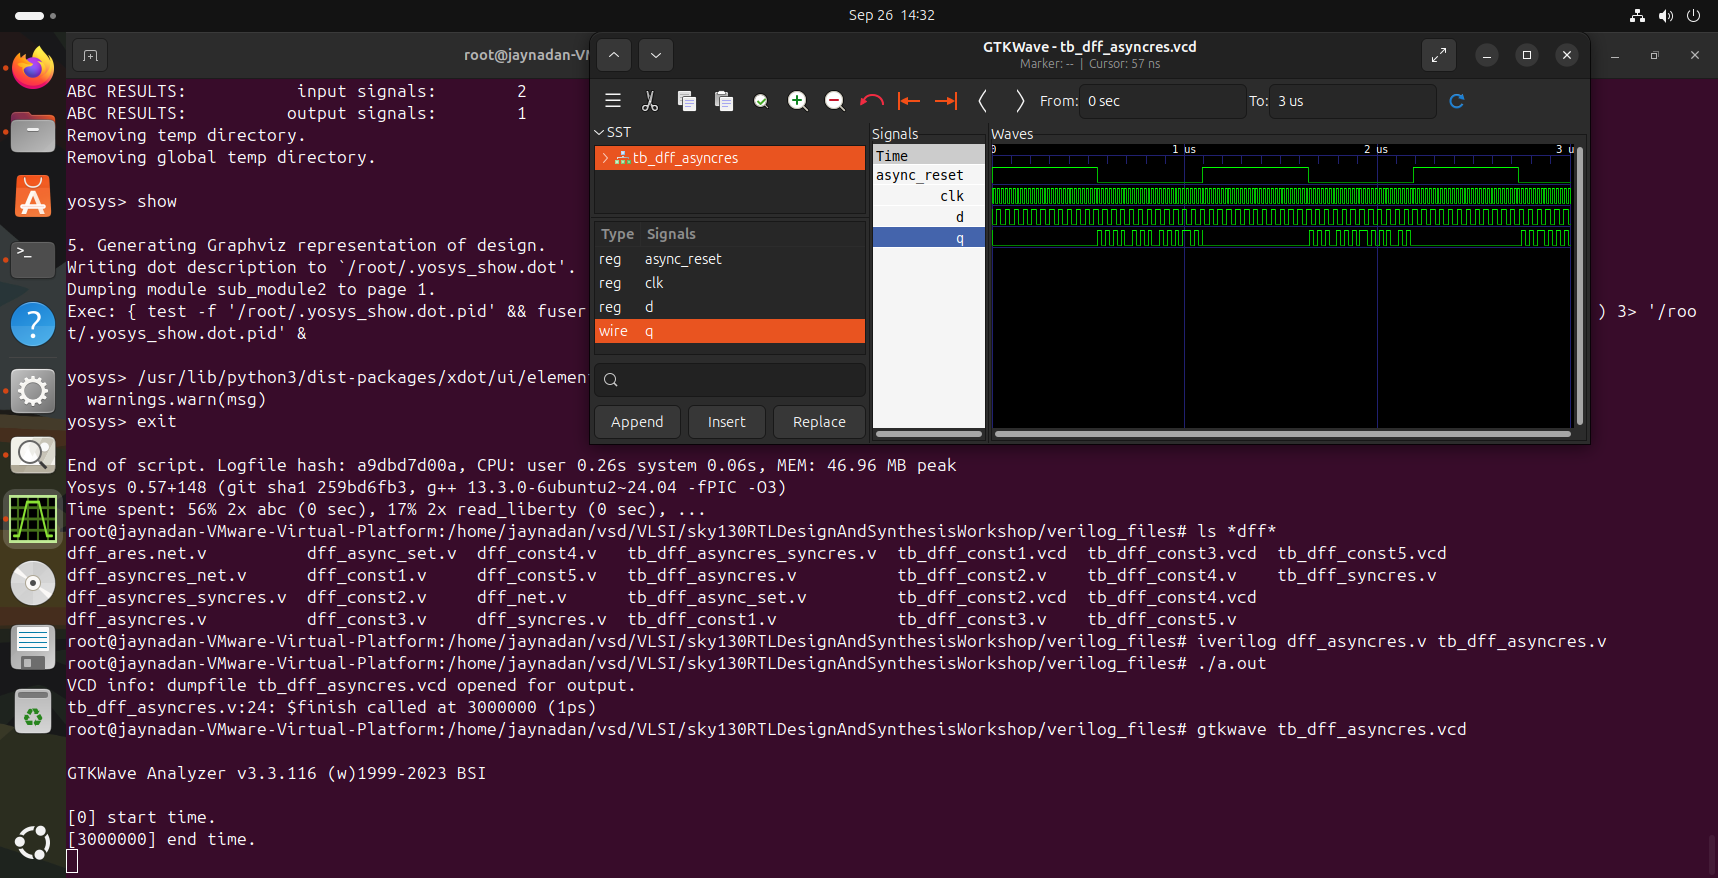 Sep 26  14:32
root@jaynadan-VM
ABC RESULTS:           input signals:        2
ABC RESULTS:          output signals:        1
Removing temp directory.
Removing global temp directory.
yosys> show
5. Generating Graphviz representation of design.
Writing dot description to `/root/.yosys_show.dot'.
Dumping module sub_module2 to page 1.
Exec: { test -f '/root/.yosys_show.dot.pid' && fuser
) 3> '/roo
t/.yosys_show.dot.pid' &
yosys> /usr/lib/python3/dist-packages/xdot/ui/elemen
  warnings.warn(msg)
yosys> exit
GTKWave - tb_dff_asyncres.vcd
Marker: --  |  Cursor: 57 ns
From: 0 sec To: 3 us
SST
tb_dff_asyncres
Type Signals
reg async_reset
reg clk
reg d
wire q
Append Insert Replace
Signals
Time
async_reset
clk
d
q
Waves
0 1 us 2 us 3 u
End of script. Logfile hash: a9dbd7d00a, CPU: user 0.26s system 0.06s, MEM: 46.96 MB peak
Yosys 0.57+148 (git sha1 259bd6fb3, g++ 13.3.0-6ubuntu2~24.04 -fPIC -O3)
Time spent: 56% 2x abc (0 sec), 17% 2x read_liberty (0 sec), ...
root@jaynadan-VMware-Virtual-Platform:/home/jaynadan/vsd/VLSI/sky130RTLDesignAndSynthesisWorkshop/verilog_files# ls *dff*
dff_ares.net.v          dff_async_set.v  dff_const4.v   tb_dff_asyncres_syncres.v  tb_dff_const1.vcd  tb_dff_const3.vcd  tb_dff_const5.vcd
dff_asyncres_net.v      dff_const1.v     dff_const5.v   tb_dff_asyncres.v          tb_dff_const2.v    tb_dff_const4.v    tb_dff_syncres.v
dff_asyncres_syncres.v  dff_const2.v     dff_net.v      tb_dff_async_set.v         tb_dff_const2.vcd  tb_dff_const4.vcd
dff_asyncres.v          dff_const3.v     dff_syncres.v  tb_dff_const1.v            tb_dff_const3.v    tb_dff_const5.v
root@jaynadan-VMware-Virtual-Platform:/home/jaynadan/vsd/VLSI/sky130RTLDesignAndSynthesisWorkshop/verilog_files# iverilog dff_asyncres.v tb_dff_asyncres.v
root@jaynadan-VMware-Virtual-Platform:/home/jaynadan/vsd/VLSI/sky130RTLDesignAndSynthesisWorkshop/verilog_files# ./a.out
VCD info: dumpfile tb_dff_asyncres.vcd opened for output.
tb_dff_asyncres.v:24: $finish called at 3000000 (1ps)
root@jaynadan-VMware-Virtual-Platform:/home/jaynadan/vsd/VLSI/sky130RTLDesignAndSynthesisWorkshop/verilog_files# gtkwave tb_dff_asyncres.vcd
GTKWave Analyzer v3.3.116 (w)1999-2023 BSI
[0] start time.
[3000000] end time.